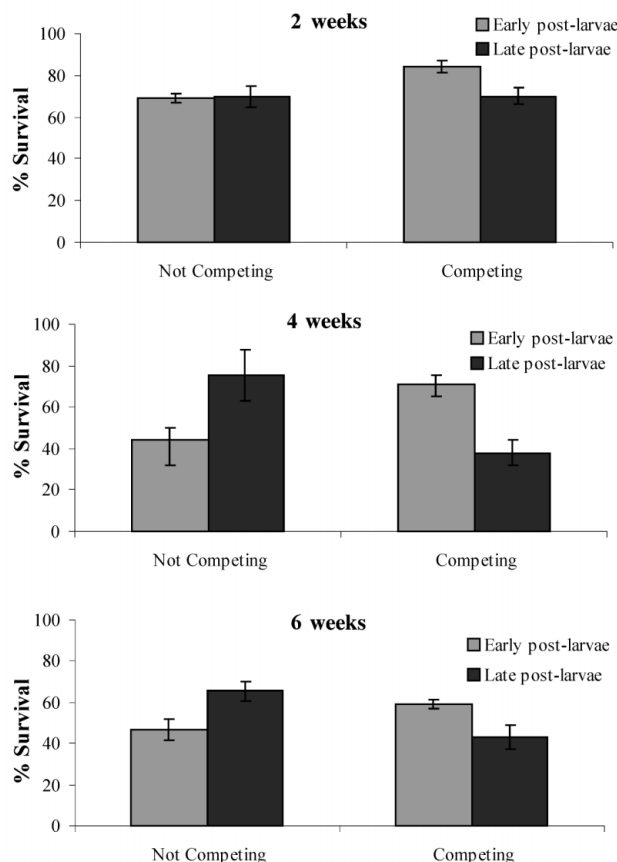 2 weeks
Early post-larvae
Late post-larvae
% Survival
100
80
60
40
20
0
Not Competing
Competing
4 weeks
Early post-larvae
Late post-larvae
% Survival
100
80
60
40
20
0
Not Competing
Competing
6 weeks
Early post-larvae
Late post-larvae
% Survival
100
80
60
40
20
0
Not Competing
Competing